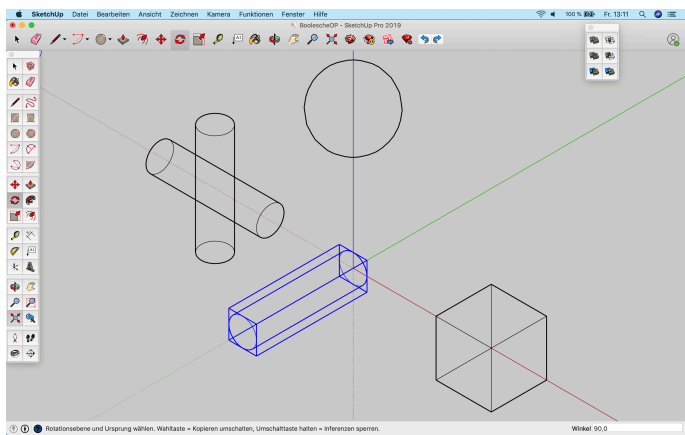 SketchUp Datei Bearbeiten Ansicht Zeichnen Kamera Funktionen Fenster Hilfe 100 % Fr. 13:11
BoolescheOP - SketchUp Pro 2019
Rotationsebene und Ursprung wählen. Wahltaste = Kopieren umschalten, Umschalttaste halten = Inferenzen sperren. Winkel 90,0